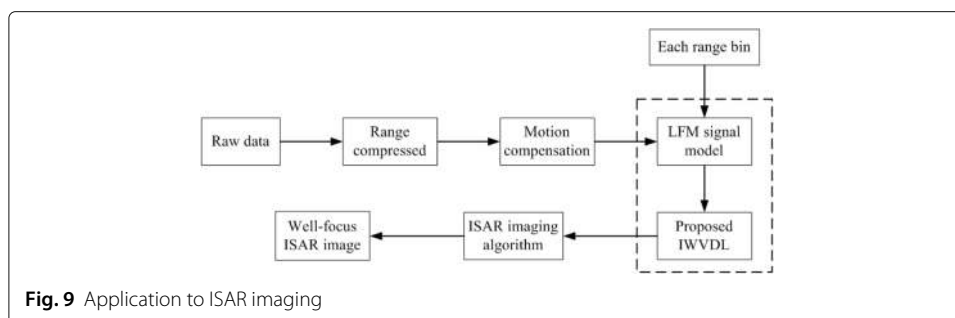 Each range bin
Raw data
Range
compressed
Motion
compensation
LFM signal
model
Well-focus
ISAR image
ISAR imaging
algorithm
Proposed
IWVDL
Fig. 9 Application to ISAR imaging